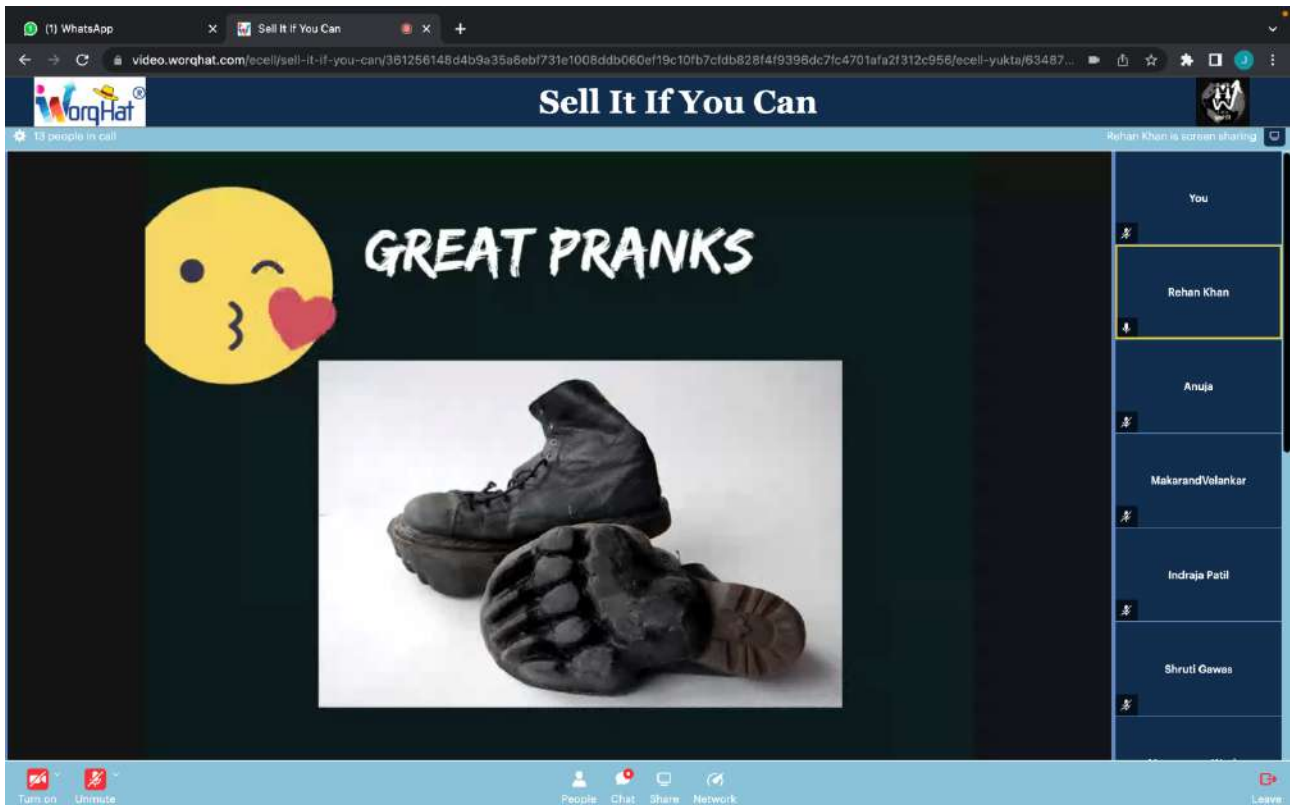 (1) WhatsApp
Sell It If You Can
video.worqhat.com/ecell/sell-it-if-you-can/361256148d4b9a35a6ebf731e1008ddb060ef19c10fb7cfdb828f4f9396dc7fc4701afa2f312c956/ecell-yukta/63487...
J
WorqHat®
Sell It If You Can
13 people in call
Rehan Khan is screen sharing
GREAT PRANKS
You
Rehan Khan
Anuja
MakarandVelankar
Indraja Patil
Shruti Gawas
Turn on
Unmute
People
Chat
Share
Network
Leave